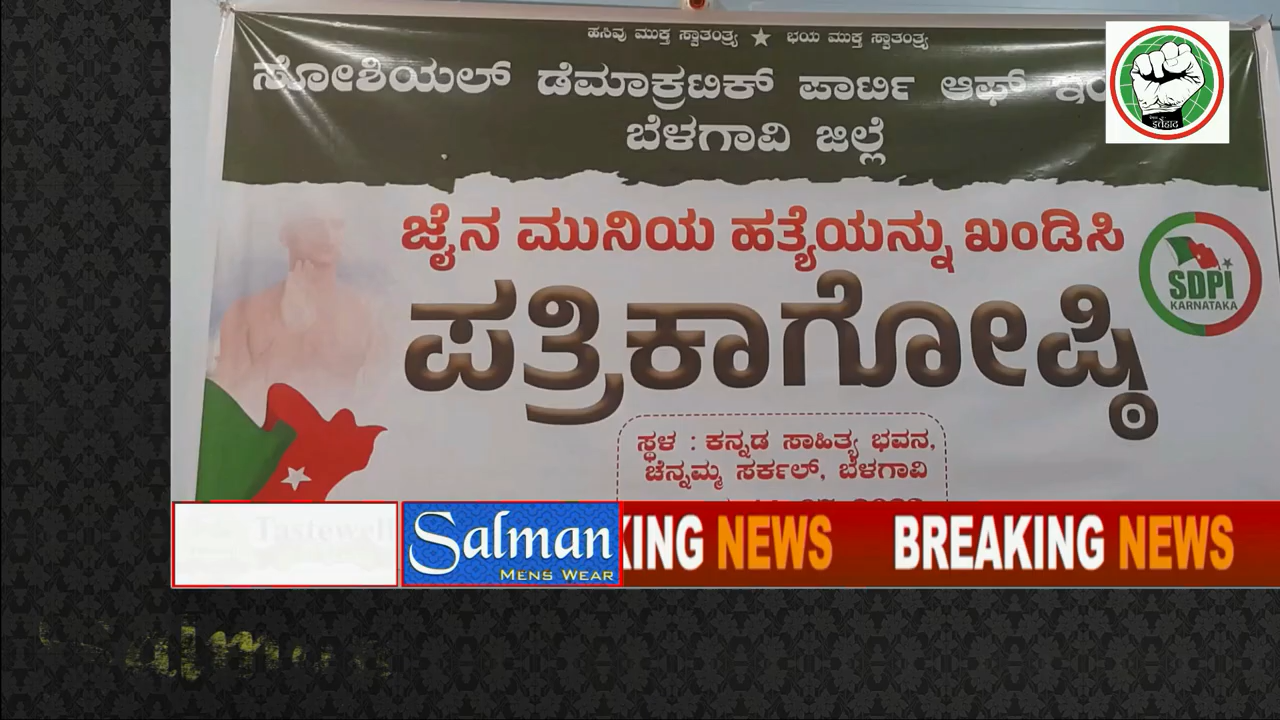 ಹಸಿವು ಮುಕ್ತ ಸ್ವಾತಂತ್ರ್ಯ ★ ಭಯ ಮುಕ್ತ ಸ್ವಾತಂತ್ರ್ಯ
ಸೋಶಿಯಲ್ ಡೆಮಾಕ್ರಟಿಕ್ ಪಾರ್ಟಿ ಆಫ್ ಇಂ
ಬೆಳಗಾವಿ ಜಿಲ್ಲೆ
ಜೈನ ಮುನಿಯ ಹತ್ಯೆಯನ್ನು ಖಂಡಿಸಿ
ಪತ್ರಿಕಾಗೋಷ್ಠಿ
SDPI
KARNATAKA
ಸ್ಥಳ : ಕನ್ನಡ ಸಾಹಿತ್ಯ ಭವನ,
ಚೆನ್ನಮ್ಮ ಸರ್ಕಲ್, ಬೆಳಗಾವಿ
Tastewell
Salman
MENS WEAR
KING NEWS BREAKING NEWS